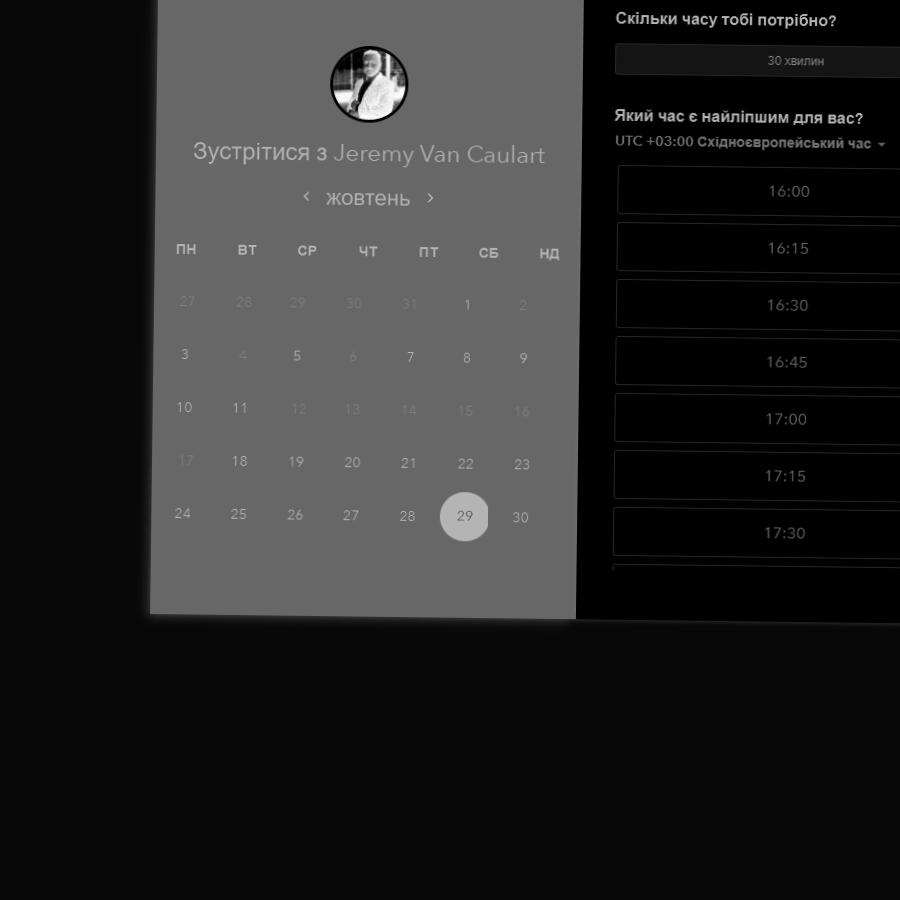 Зустрітися з Jeremy Van Caulart
жовтень
ПН ВТ СР ЧТ ПТ СБ НД
27 28 29 30 31 1 2
3 4 5 6 7 8 9
10 11 12 13 14 15 16
17 18 19 20 21 22 23
24 25 26 27 28 29 30
Скільки часу тобі потрібно?
30 хвилин
Який час є найліпшим для вас?
UTC +03:00 Східноєвропейський час
16:00
16:15
16:30
16:45
17:00
17:15
17:30